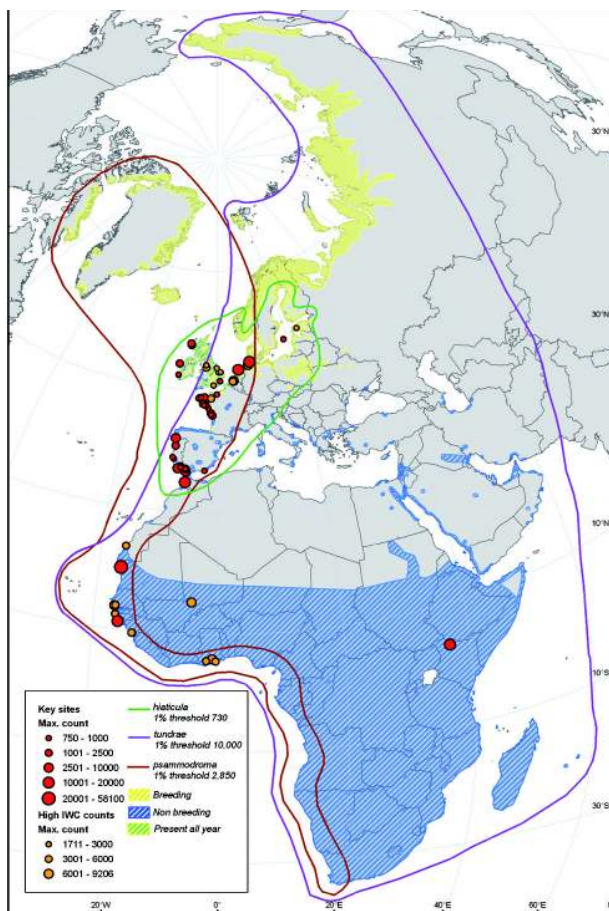 30°N
30°N
10°N
10°S
30°S
20°W
0°
20°E
40°E
60°E
Key sites
Max. count
750 - 1000
1001 - 2500
2501 - 10000
10001 - 20000
20001 - 58100
High IWC counts
Max. count
1711 - 3000
3001 - 6000
6001 - 9206
hiaticula
1% threshold 730
tundrae
1% threshold 10,000
psammodroma
1% threshold 2,850
Breeding
Non breeding
Present all year